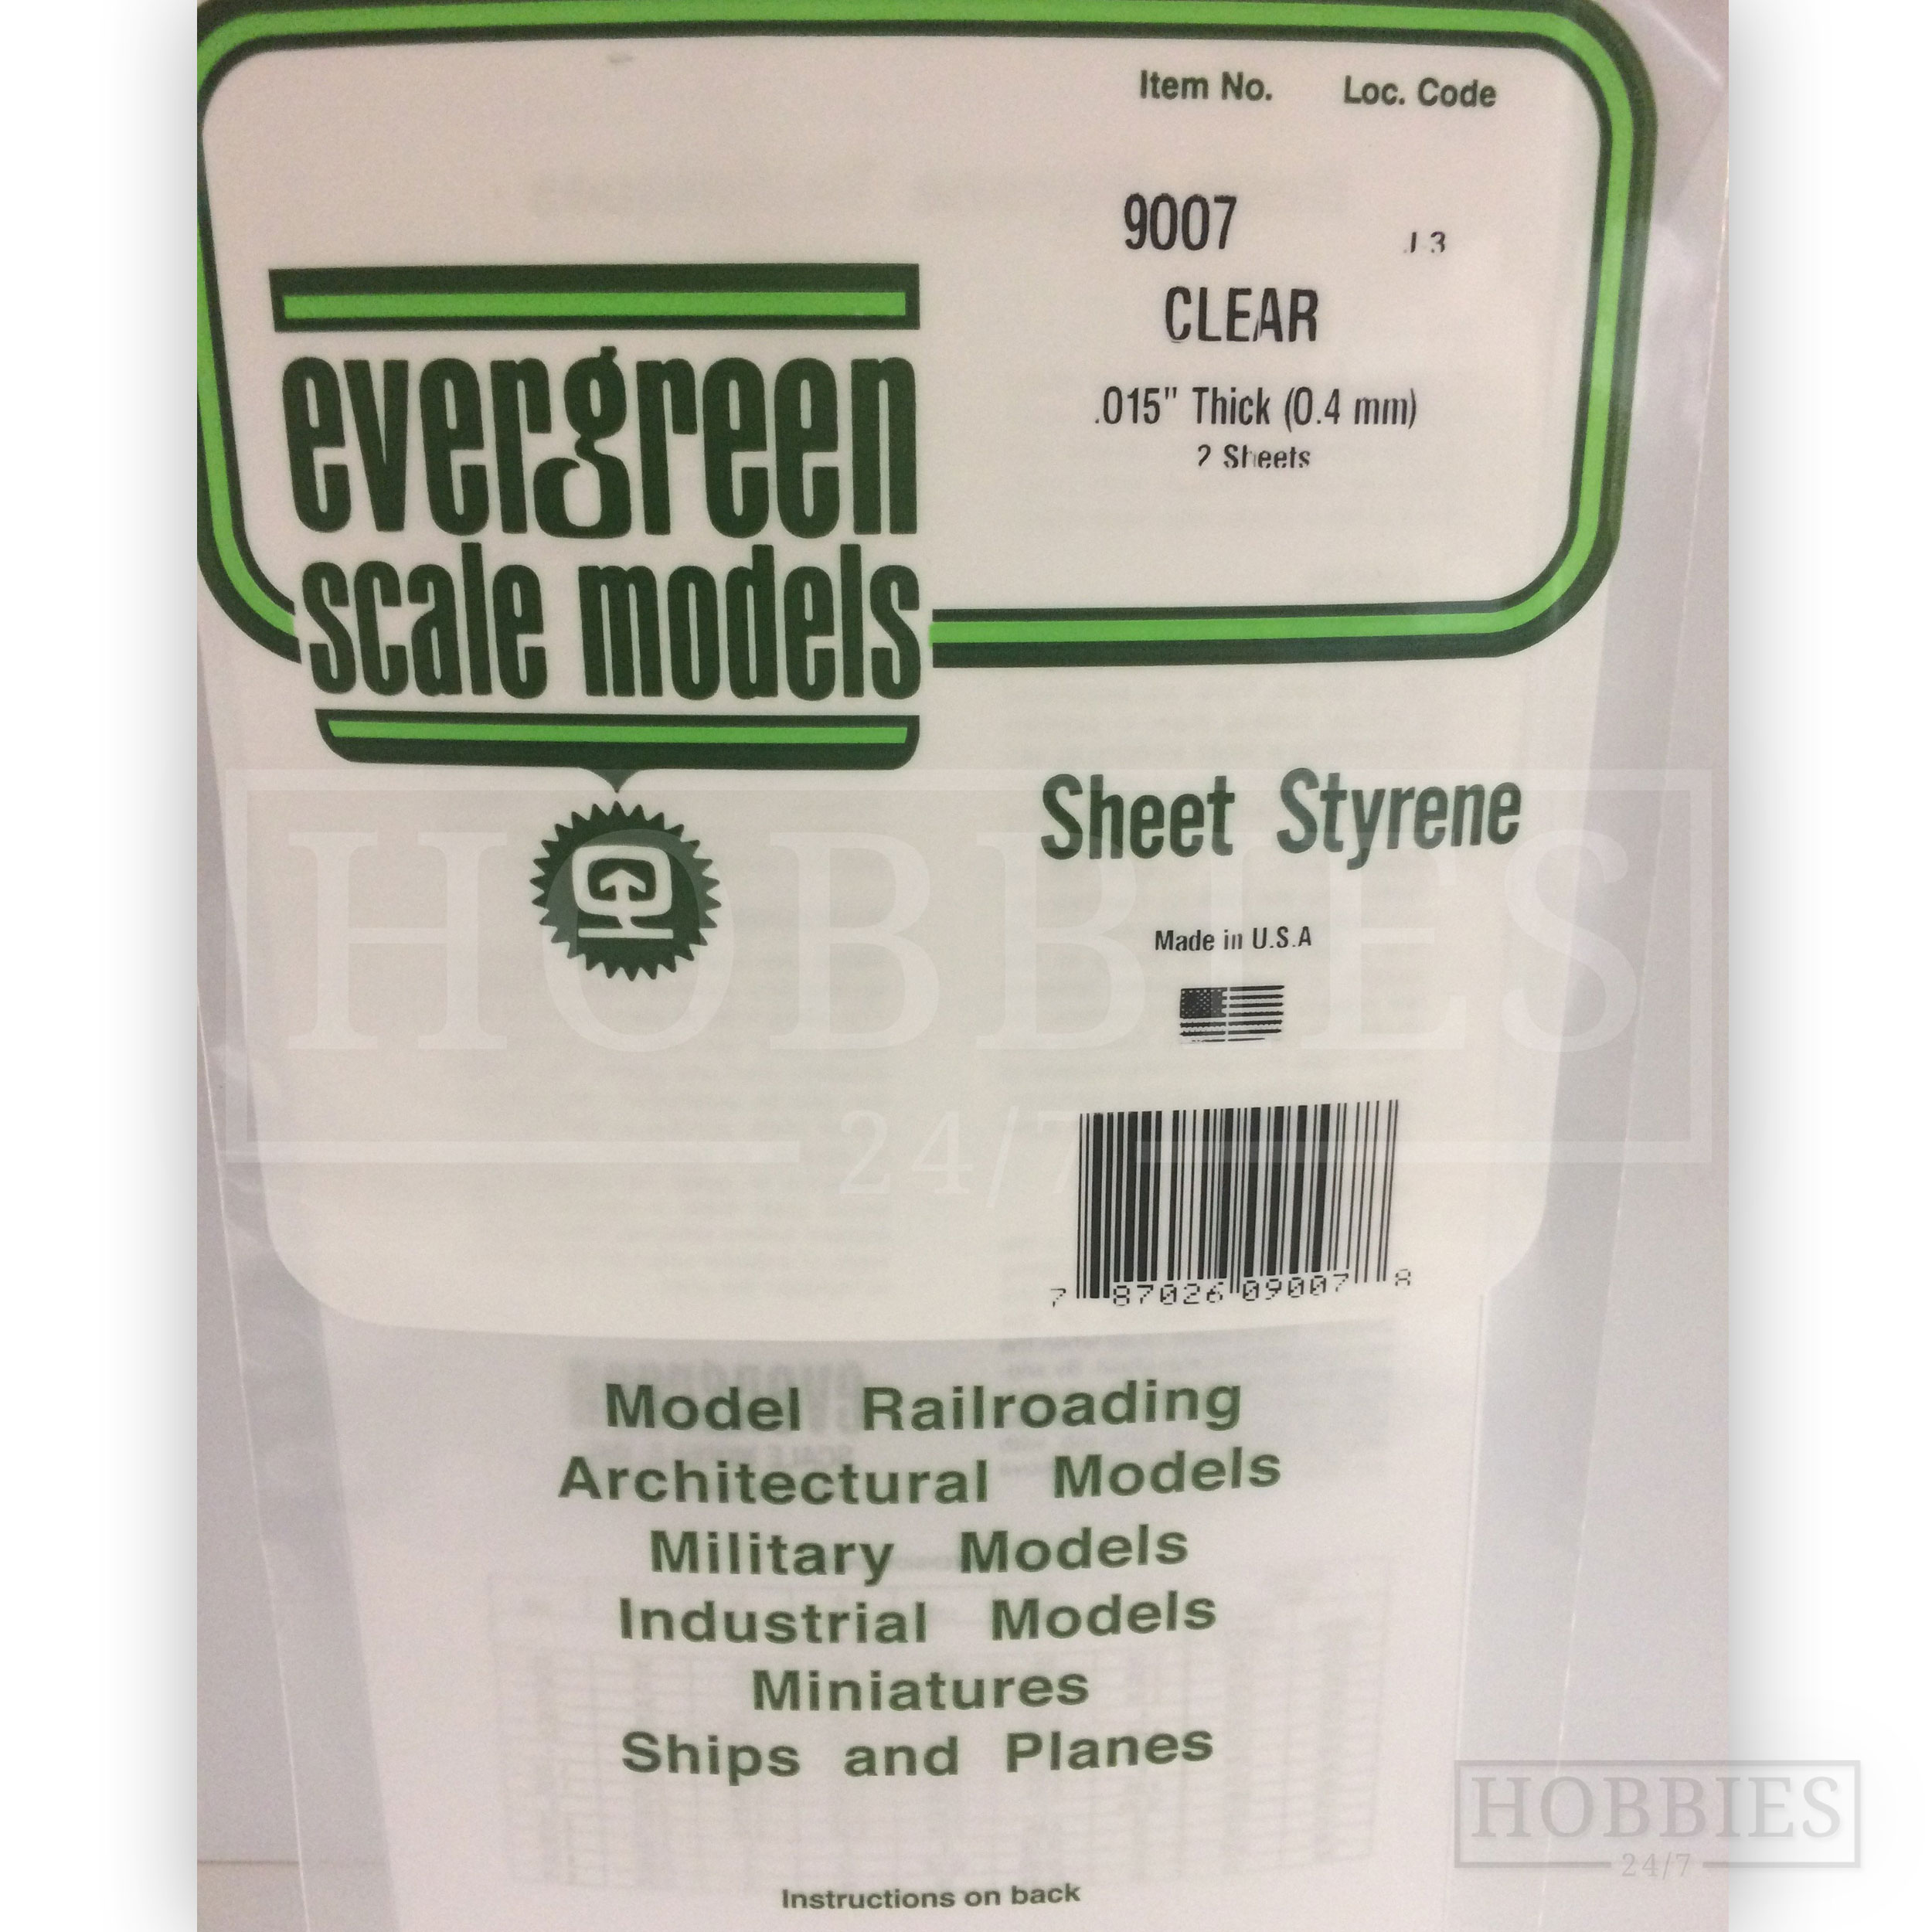 Item No. Loc. Code
9007 J 3
CLEAR
.015" Thick (0.4 mm)
2 Sheets
evergreen
scale models
Sheet Styrene
Made in U.S.A
HOBBIES
24/7
7 87026 09007 8
Model Railroading
Architectural Models
Military Models
Industrial Models
Miniatures
Ships and Planes
Instructions on back
HOBBIES
24/7